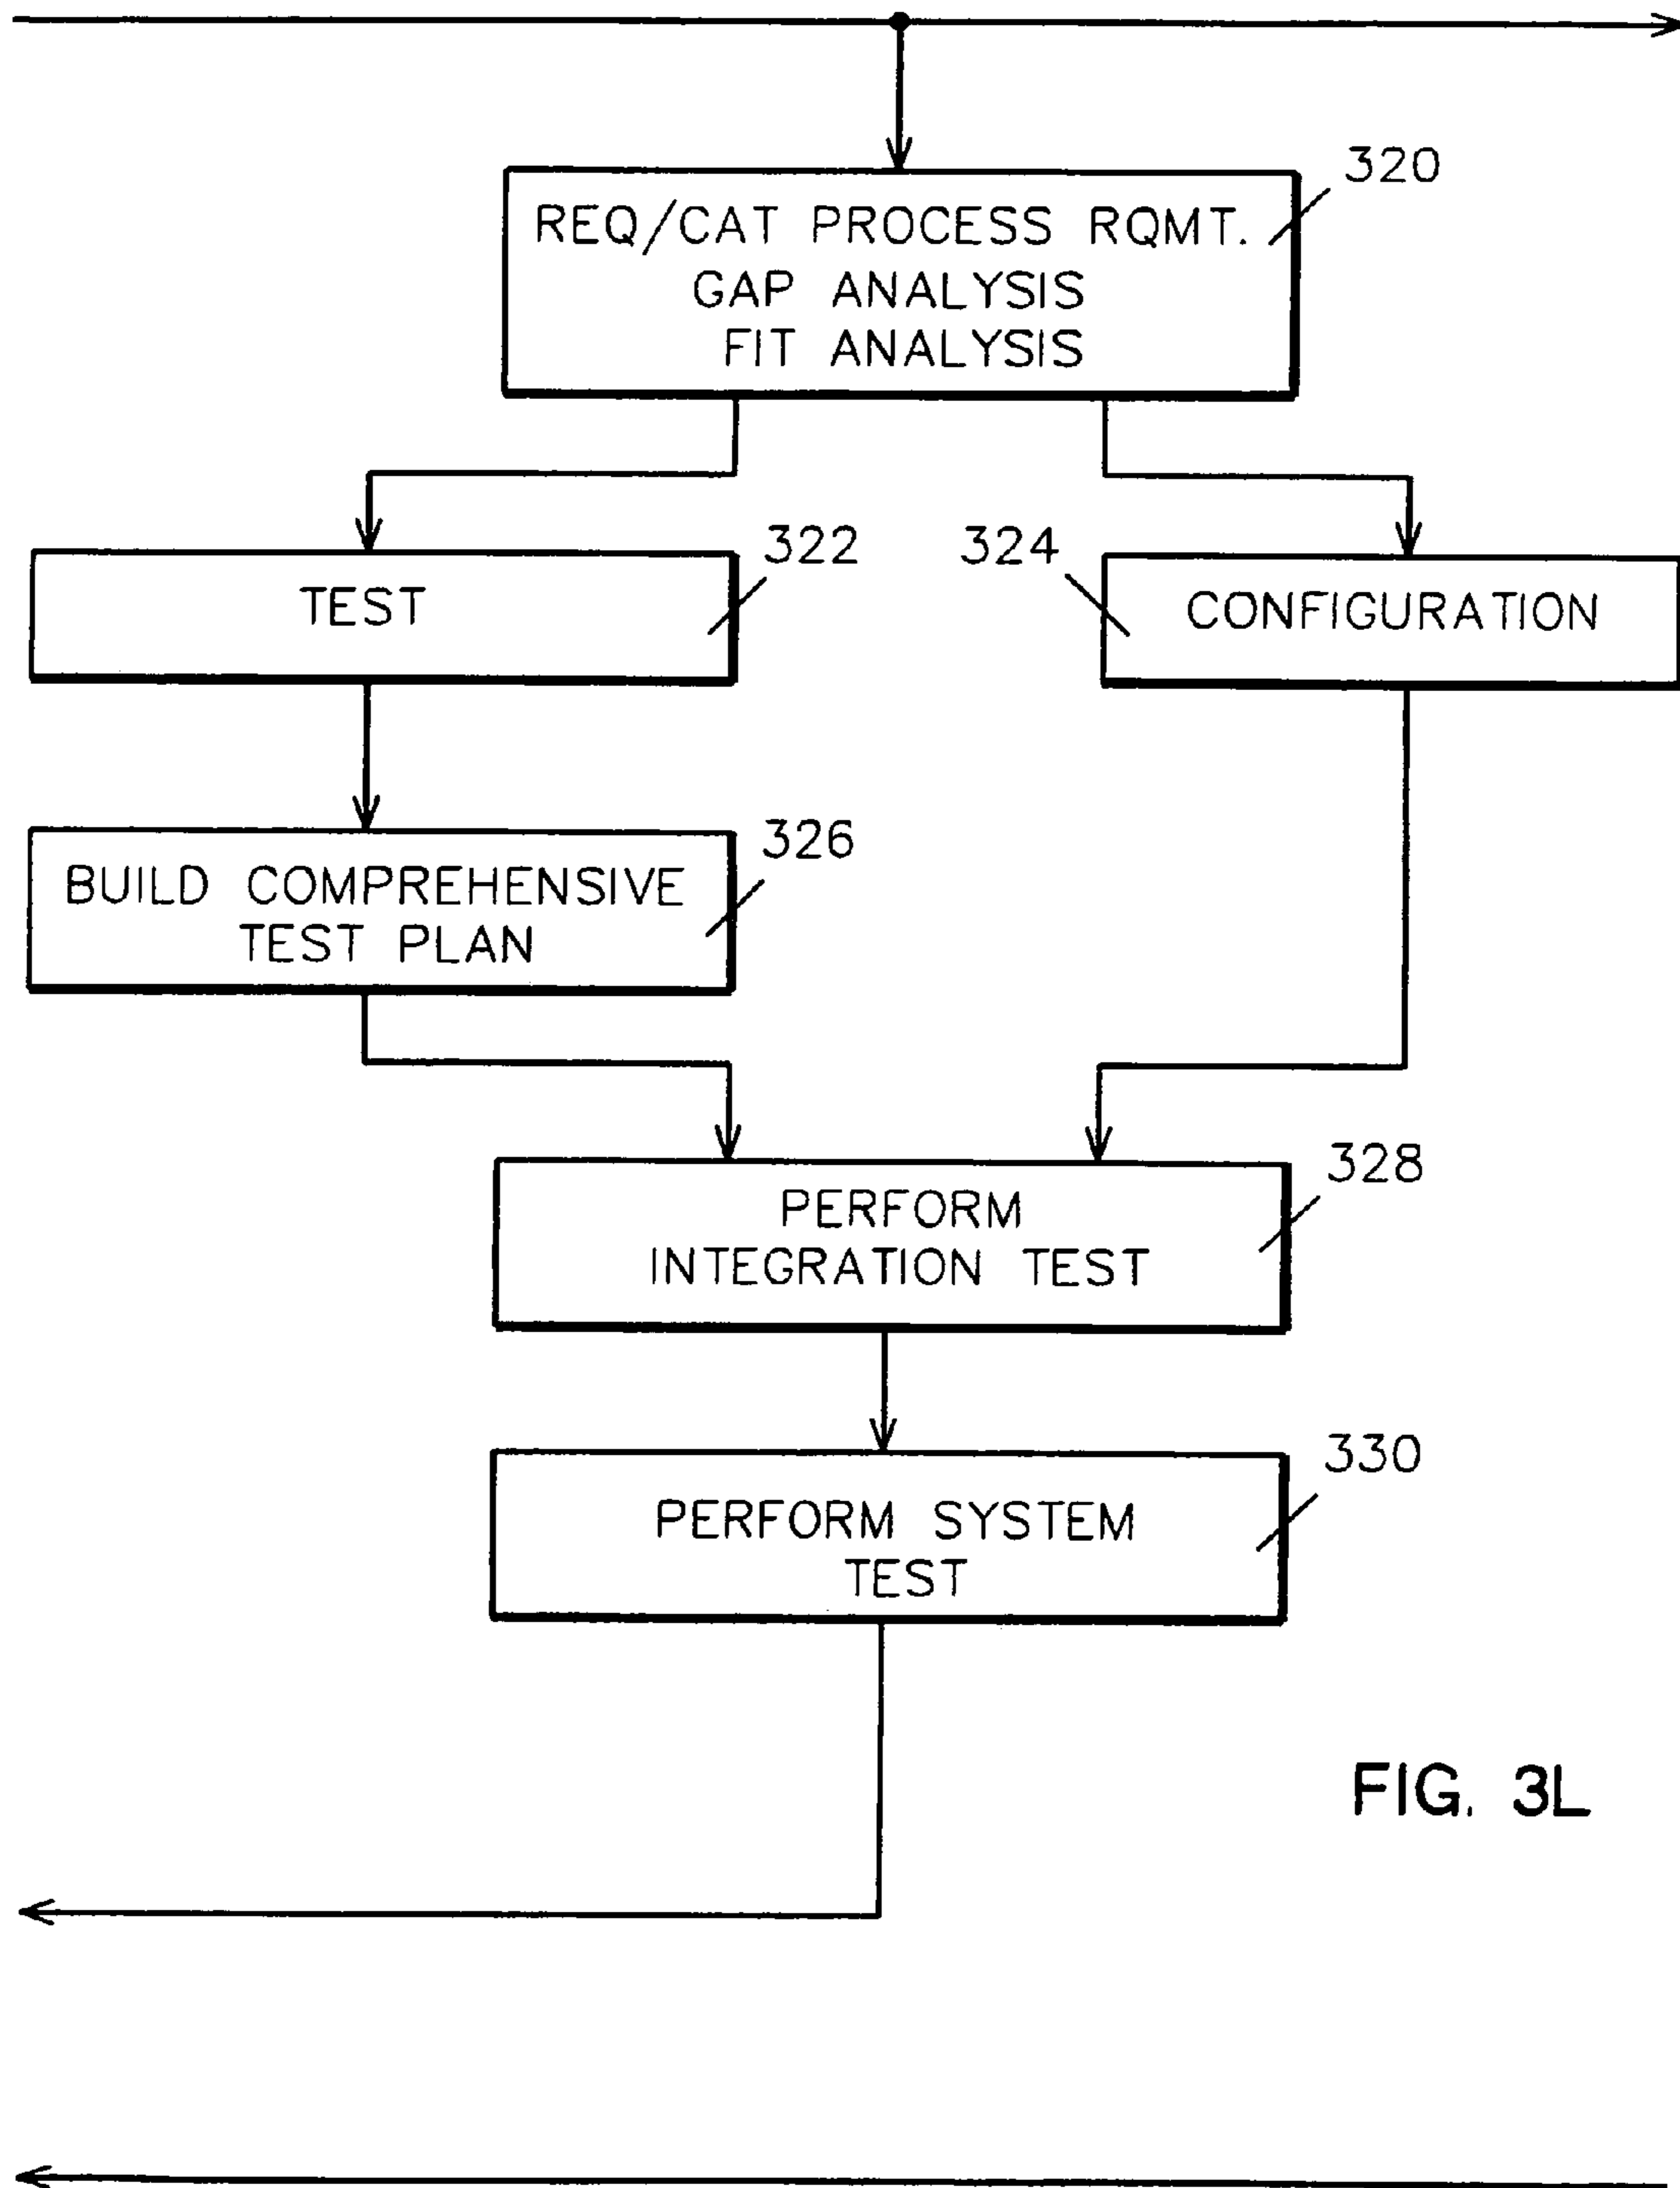 320
REQ/CAT PROCESS RQMT.
GAP ANALYSIS
FIT ANALYSIS
322
TEST
324
CONFIGURATION
326
BUILD COMPREHENSIVE
TEST PLAN
328
PERFORM
INTEGRATION TEST
330
PERFORM SYSTEM
TEST
FIG. 3L